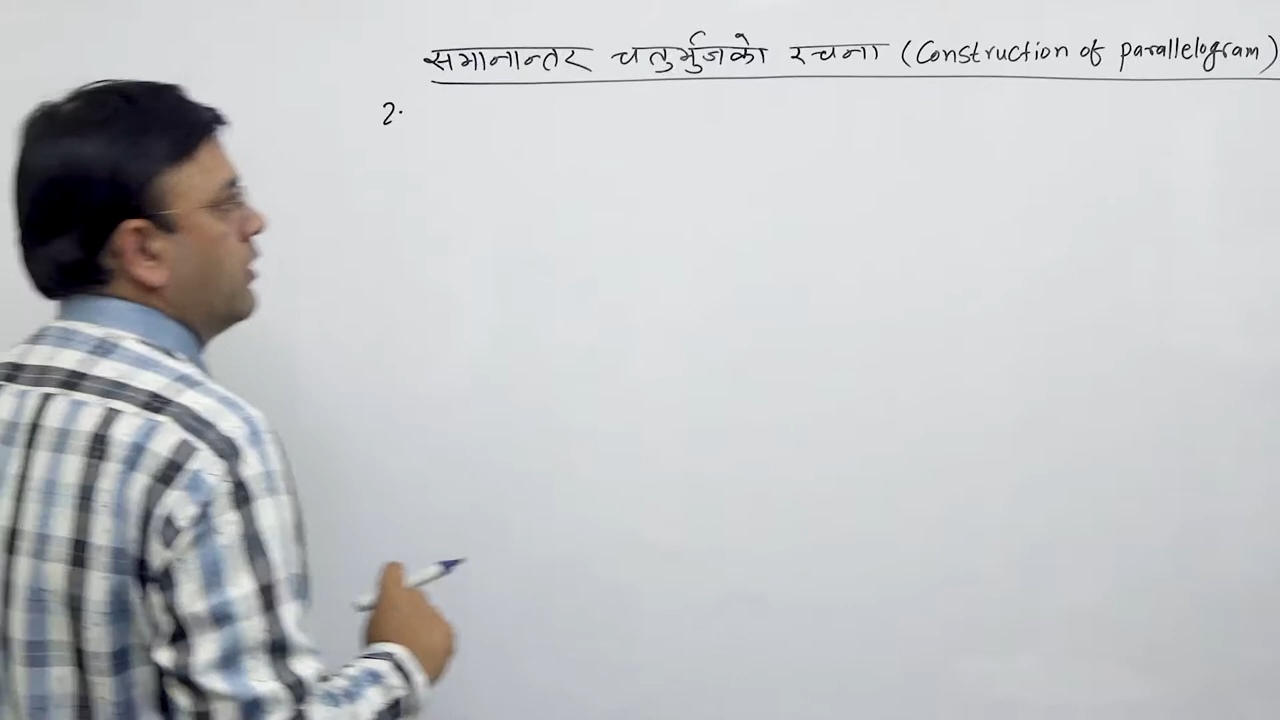 समानान्तर चतुर्भुजको रचना (Construction of parallelogram)
2.